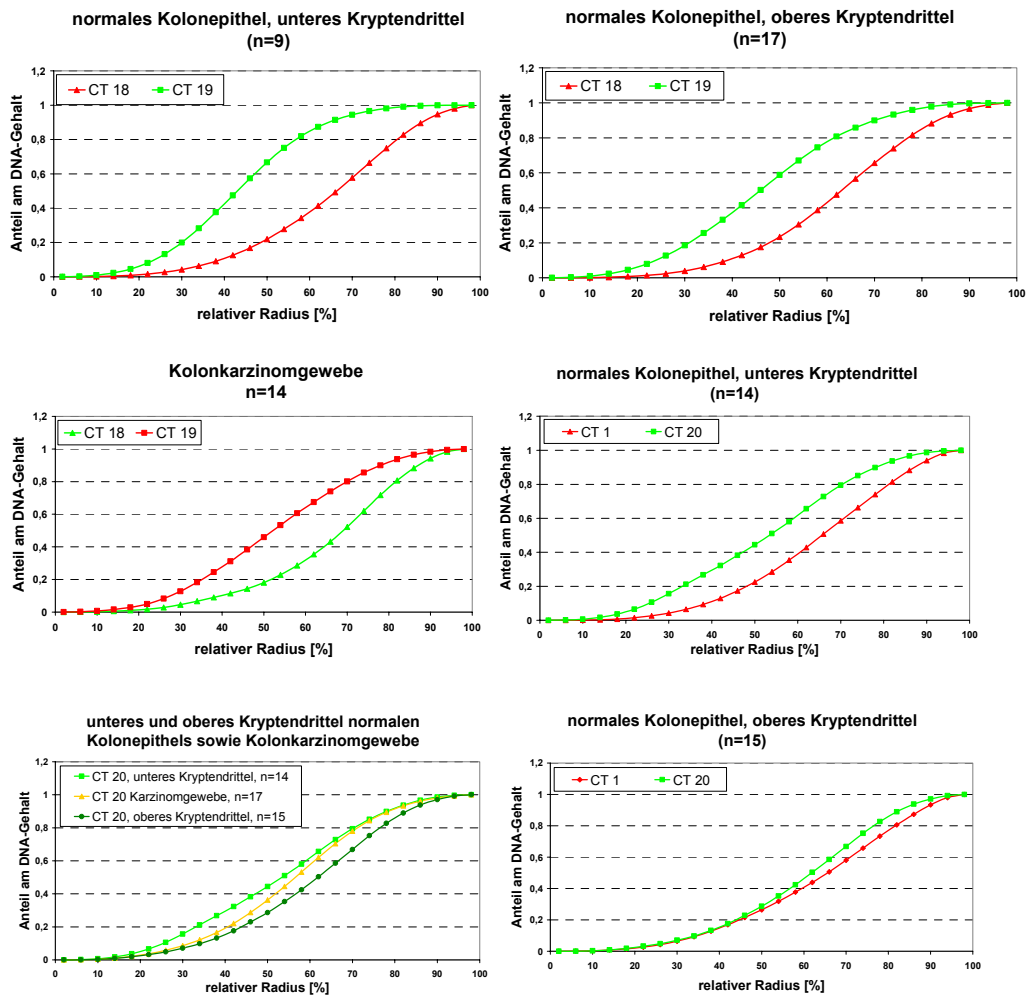 normales Kolonepithel, unteres Kryptendrittel
(n=9)
CT 18 CT 19
Anteil am DNA-Gehalt
1,2
1
0,8
0,6
0,4
0,2
0
0 10 20 30 40 50 60 70 80 90 100
relativer Radius [%]
normales Kolonepithel, oberes Kryptendrittel
(n=17)
CT 18 CT 19
Anteil am DNA-Gehalt
1,2
1
0,8
0,6
0,4
0,2
0
0 10 20 30 40 50 60 70 80 90 100
relativer Radius [%]
Kolonkarzinomgewebe
n=14
CT 18 CT 19
Anteil am DNA-Gehalt
1,2
1
0,8
0,6
0,4
0,2
0
0 10 20 30 40 50 60 70 80 90 100
relativer Radius [%]
normales Kolonepithel, unteres Kryptendrittel
(n=14)
CT 1 CT 20
Anteil am DNA-Gehalt
1,2
1
0,8
0,6
0,4
0,2
0
0 10 20 30 40 50 60 70 80 90 100
relativer Radius [%]
unteres und oberes Kryptendrittel normalen
Kolonepithels sowie Kolonkarzinomgewebe
CT 20, unteres Kryptendrittel, n=14
CT 20 Karzinomgewebe, n=17
CT 20, oberes Kryptendrittel, n=15
Anteil am DNA-Gehalt
1,2
1
0,8
0,6
0,4
0,2
0
0 10 20 30 40 50 60 70 80 90 100
relativer Radius [%]
normales Kolonepithel, oberes Kryptendrittel
(n=15)
CT 1 CT 20
Anteil am DNA-Gehalt
1,2
1
0,8
0,6
0,4
0,2
0
0 10 20 30 40 50 60 70 80 90 100
relativer Radius [%]